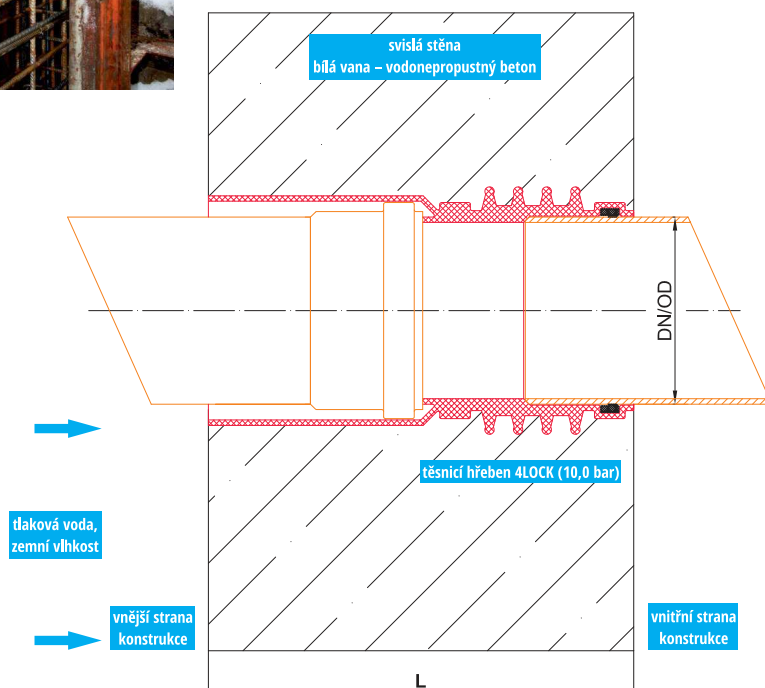 svislá stěna
bílá vana – vodonepropustný beton
DN/OD
těsnicí hřeben 4LOCK (10,0 bar)
tlaková voda,
zemní vlhkost
vnější strana
konstrukce
vnitřní strana
konstrukce
L